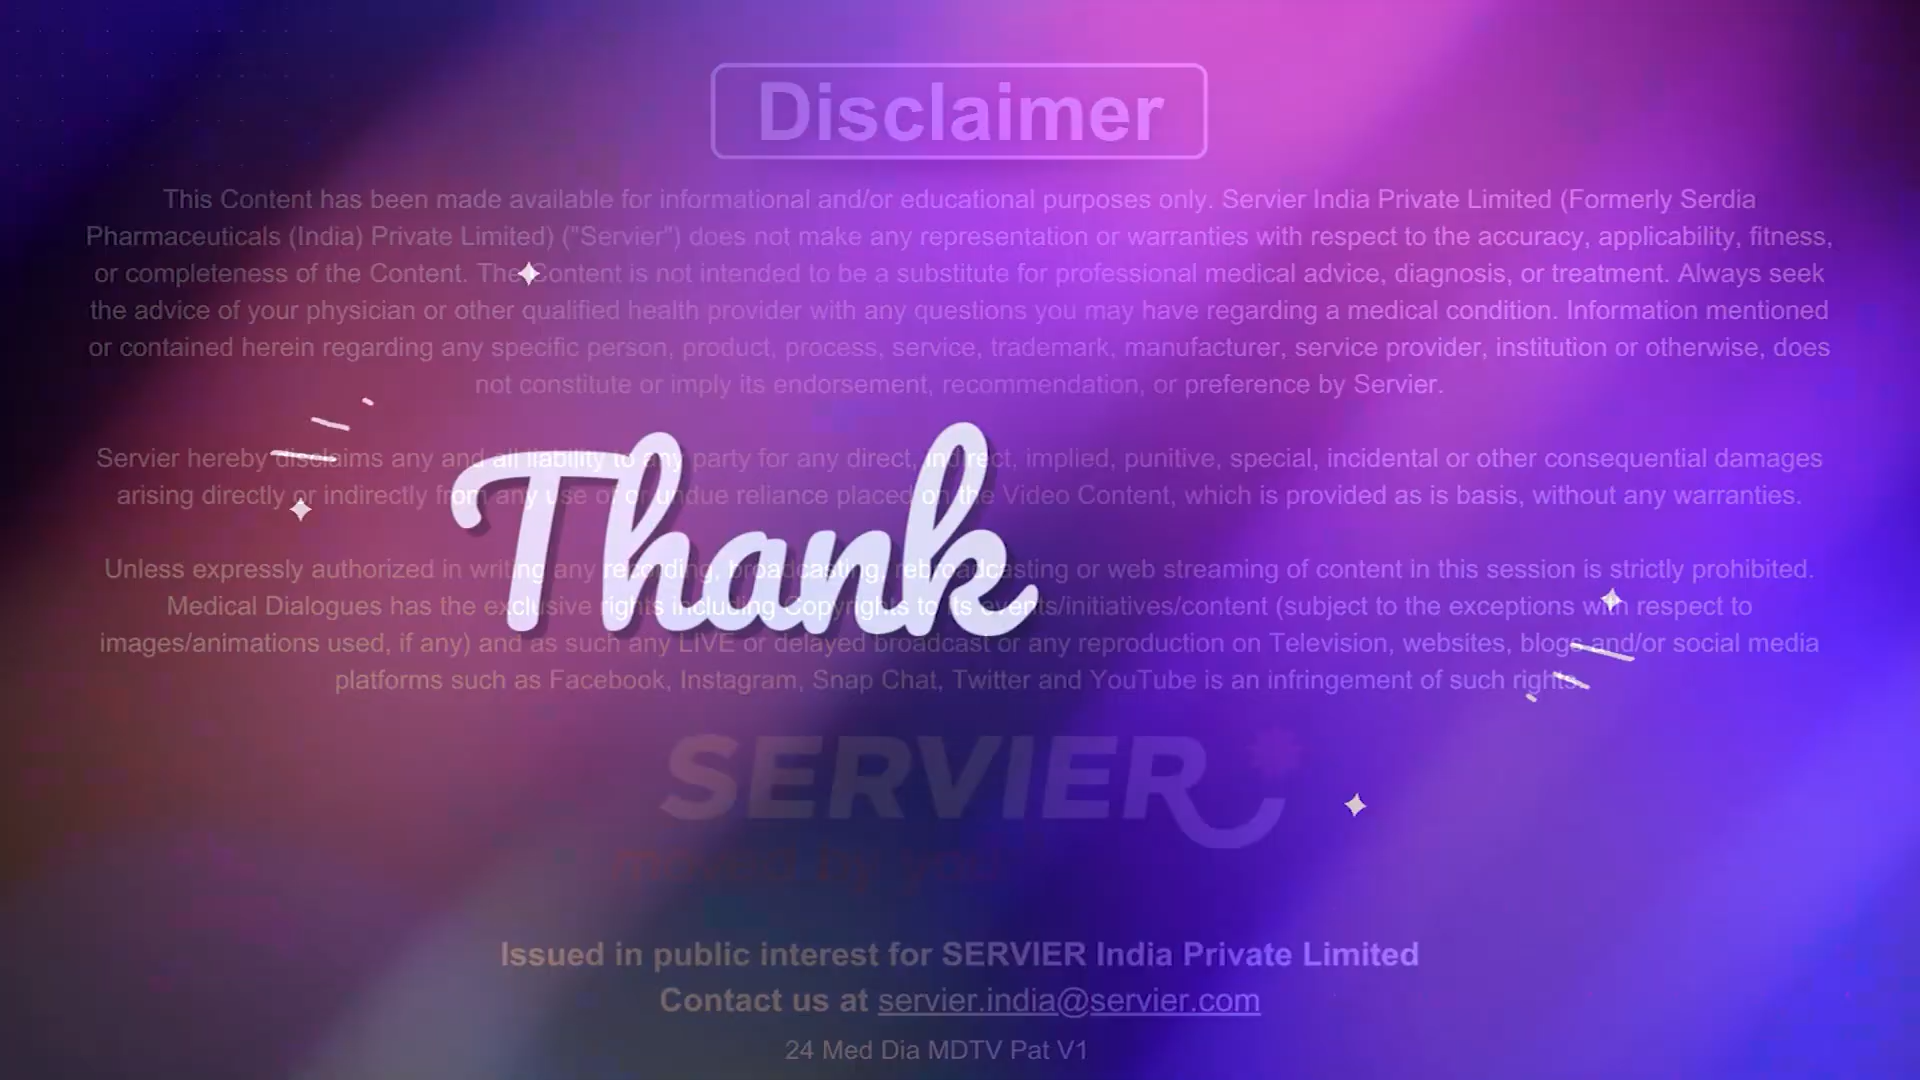 Disclaimer
This Content has been made available for informational and/or educational purposes only. Servier India Private Limited (Formerly Serdia
Pharmaceuticals (India) Private Limited) ("Servier") does not make any representation or warranties with respect to the accuracy, applicability, fitness,
or completeness of the Content. The Content is not intended to be a substitute for professional medical advice, diagnosis, or treatment. Always seek
the advice of your physician or other qualified health provider with any questions you may have regarding a medical condition. Information mentioned
or contained herein regarding any specific person, product, process, service, trademark, manufacturer, service provider, institution or otherwise, does
not constitute or imply its endorsement, recommendation, or preference by Servier.
Servier hereby disclaims any and all liability to any party for any direct, indirect, implied, punitive, special, incidental or other consequential damages
arising directly or indirectly from any use of or undue reliance placed on the Video Content, which is provided as is basis, without any warranties.
Thank
Unless expressly authorized in writing any recording, broadcasting, rebroadcasting or web streaming of content in this session is strictly prohibited.
Medical Dialogues has the exclusive rights including Copyrights to its events/initiatives/content (subject to the exceptions with respect to
images/animations used, if any) and as such any LIVE or delayed broadcast or any reproduction on Television, websites, blogs and/or social media
platforms such as Facebook, Instagram, Snap Chat, Twitter and YouTube is an infringement of such rights.
SERVIER
moved by you
Issued in public interest for SERVIER India Private Limited
Contact us at servier.india@servier.com
24 Med Dia MDTV Pat V1